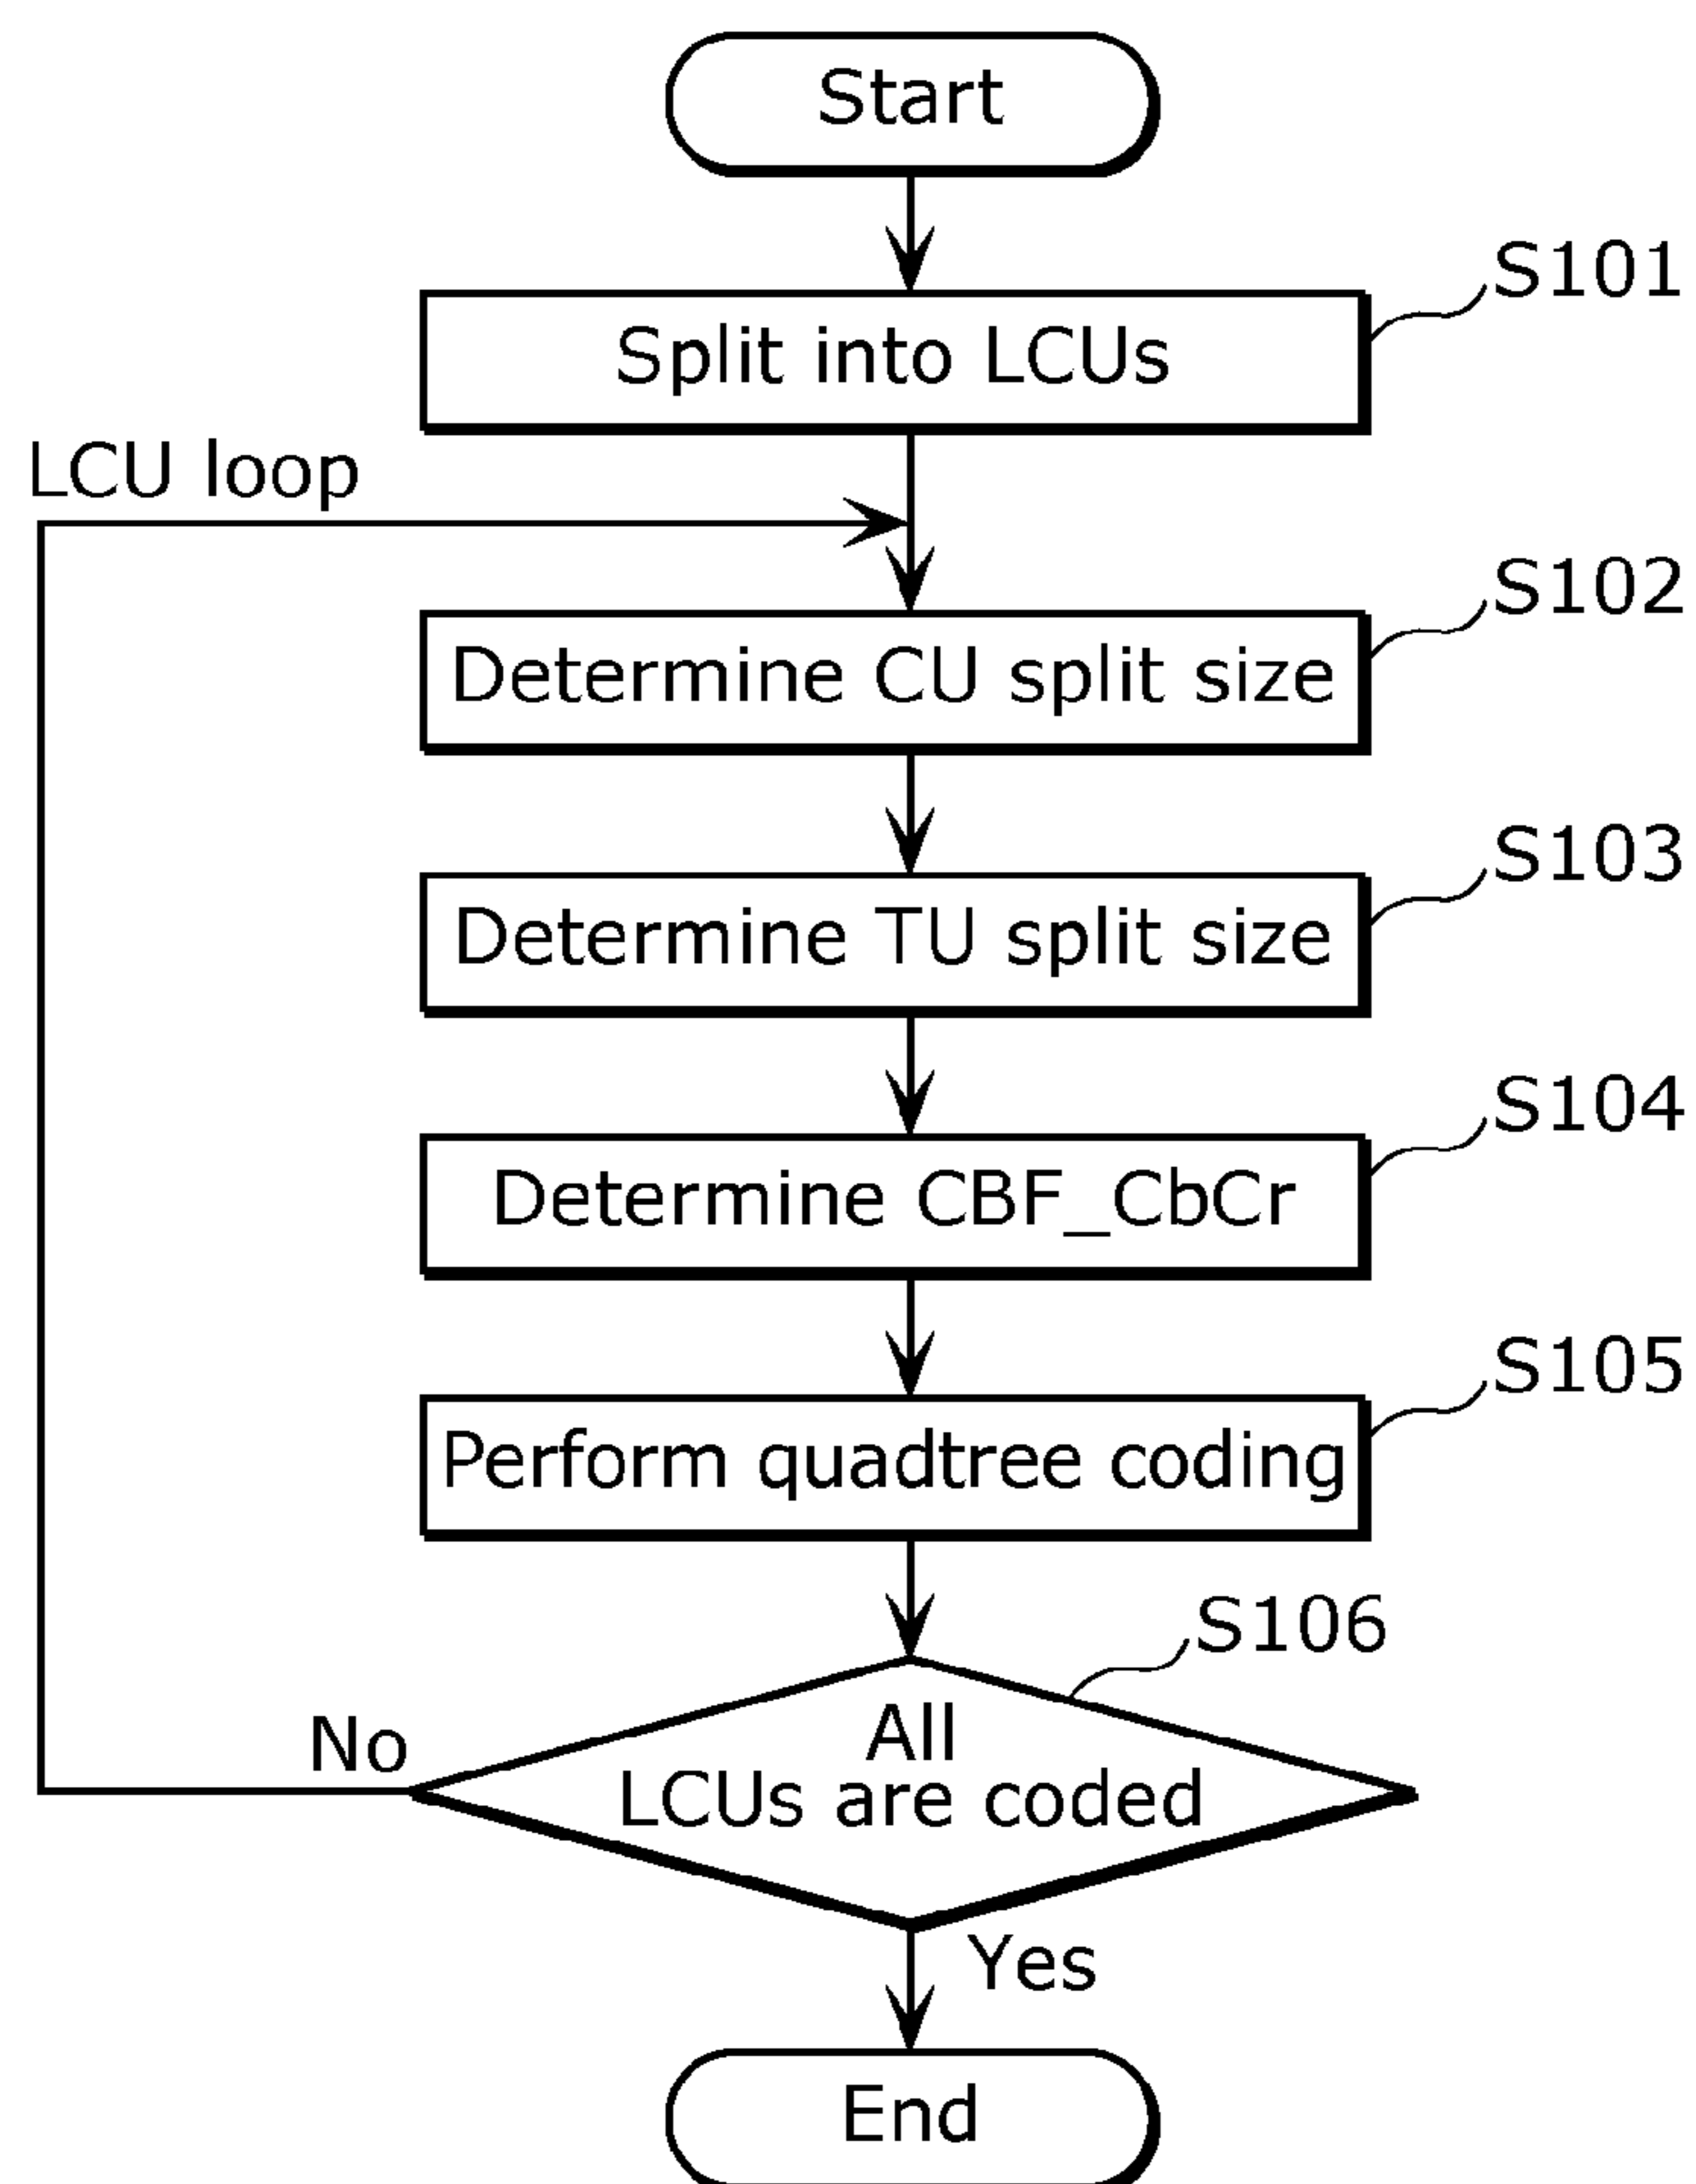 Start
S101
Split into LCUs
LCU loop
S102
Determine CU split size
S103
Determine TU split size
S104
Determine CBF_CbCr
S105
Perform quadtree coding
S106
All
LCUs are coded
No
Yes
End